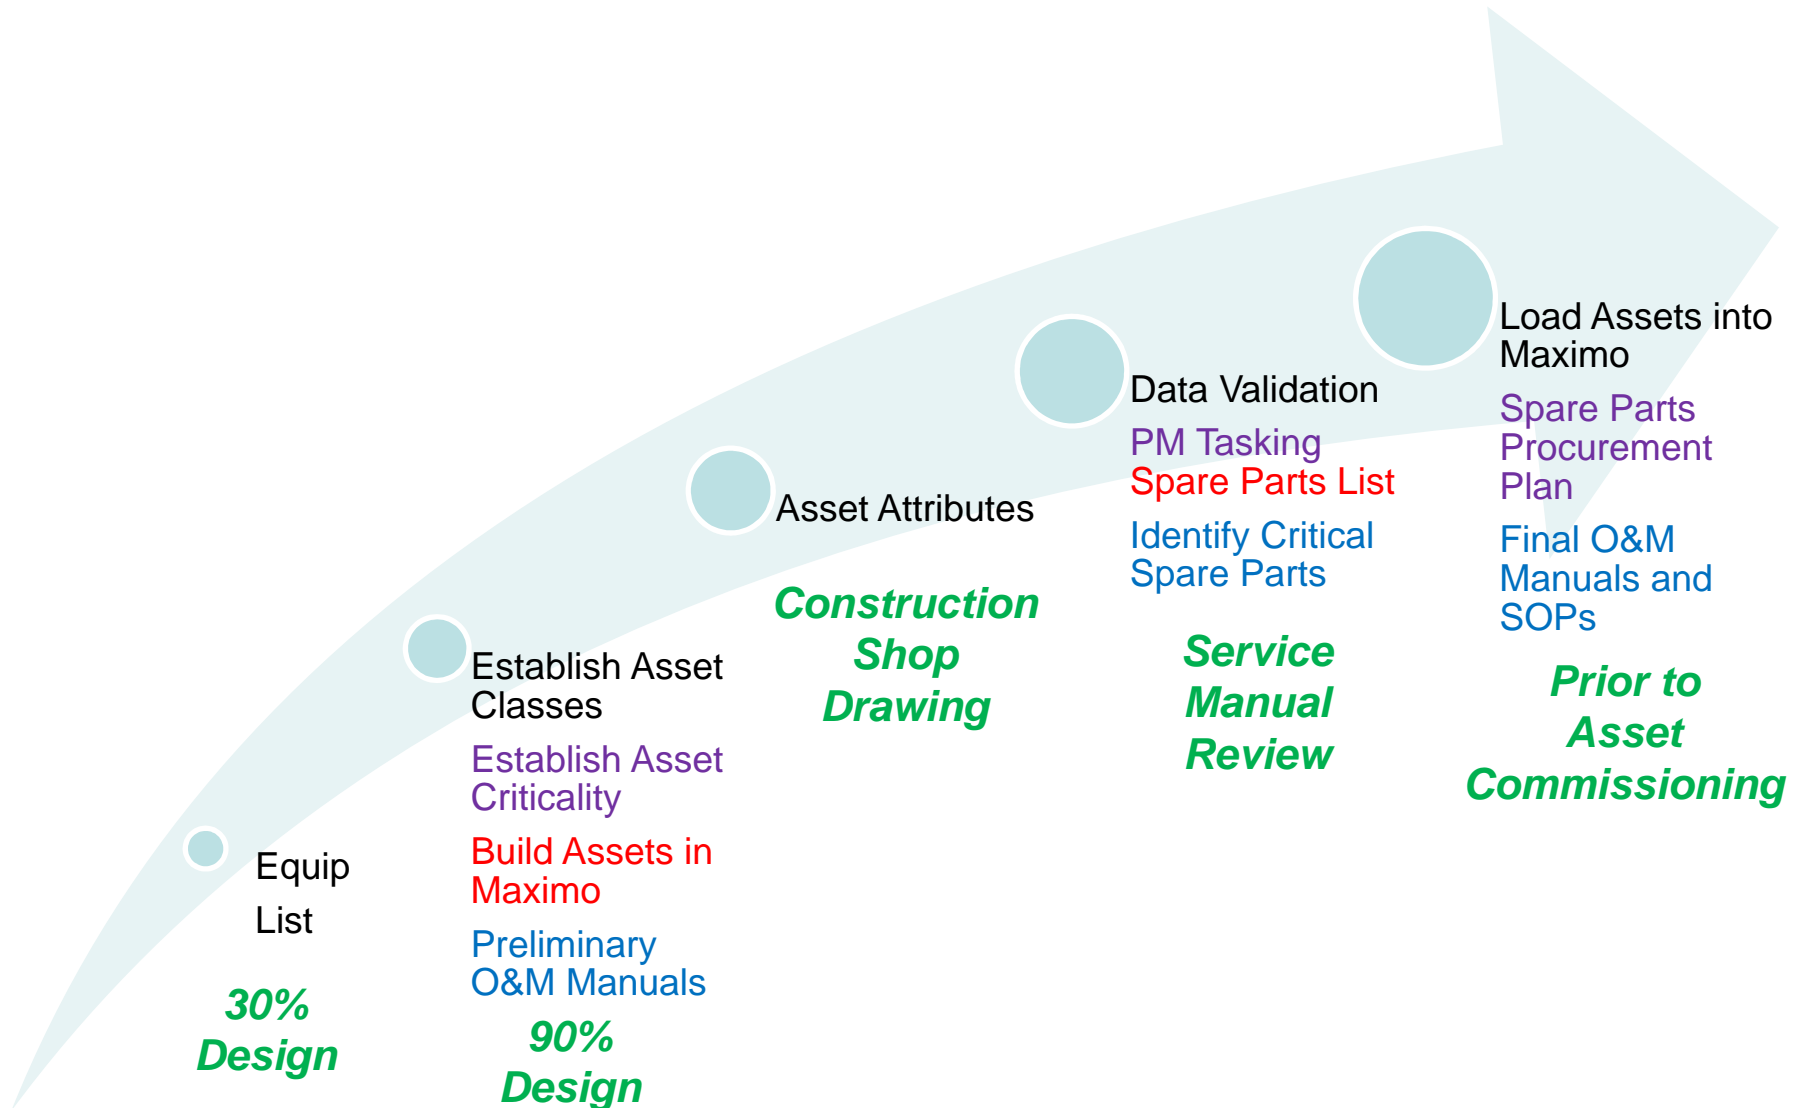 Equip
List
30%
Design
Establish Asset
Classes
Establish Asset
Criticality
Build Assets in
Maximo
Preliminary
O&M Manuals
90%
Design
Asset Attributes
Construction
Shop
Drawing
Data Validation
PM Tasking
Spare Parts List
Identify Critical
Spare Parts
Service
Manual
Review
Load Assets into
Maximo
Spare Parts
Procurement
Plan
Final O&M
Manuals and
SOPs
Prior to
Asset
Commissioning